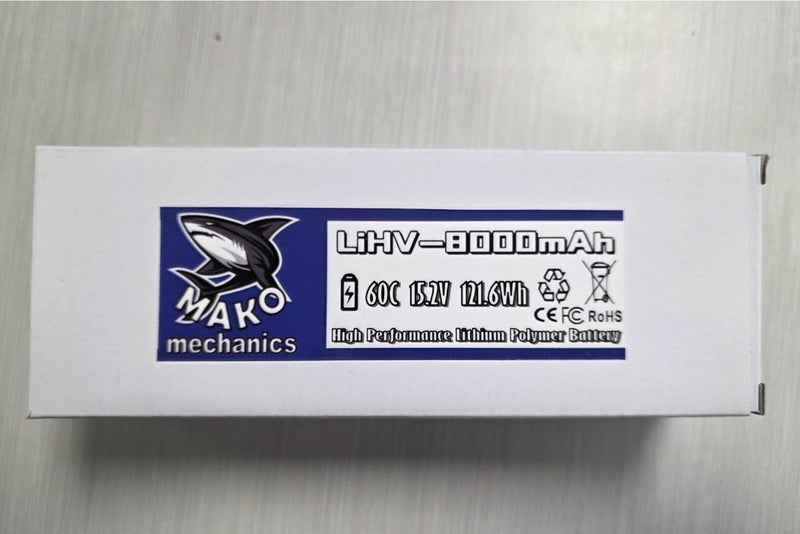 MAKO
mechanics
LiHV-8000mAh
60C 15.2V 121.6Wh
CE FC RoHS
High Performance Lithium Polymer Battery